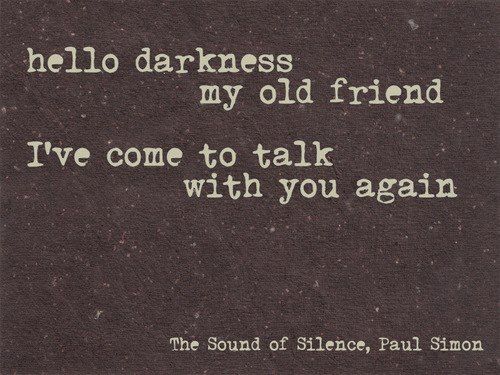 hello darkness
my old friend
I've come to talk
with you again
The Sound of Silence, Paul Simon